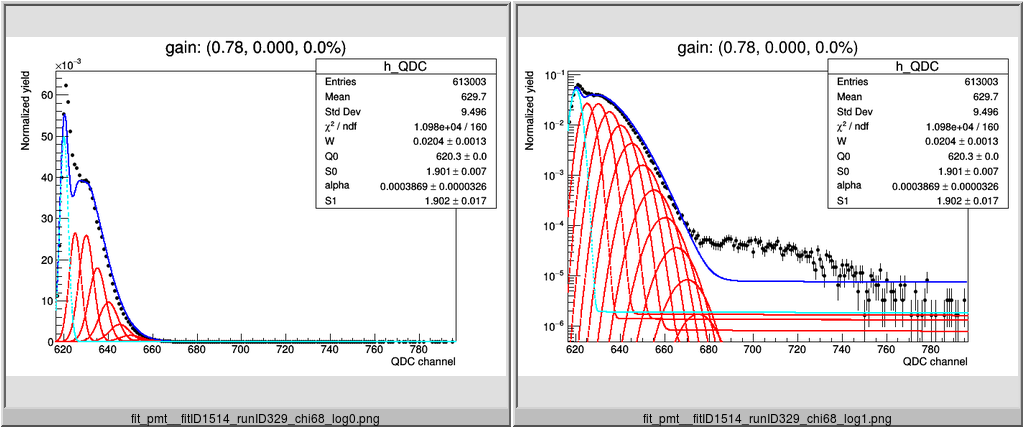 gain: (0.78, 0.000, 0.0%)
×10⁻³
Normalized yield
h_QDC
Entries 613003
Mean 629.7
Std Dev 9.496
χ² / ndf 1.098e+04 / 160
W 0.0204 ± 0.0013
Q0 620.3 ± 0.0
S0 1.901 ± 0.007
alpha 0.0003869 ± 0.0000326
S1 1.902 ± 0.017
60
50
40
30
20
10
0
620 640 660 680 700 720 740 760 780
QDC channel
fit_pmt__fitID1514_runID329_chi68_log0.png
gain: (0.78, 0.000, 0.0%)
Normalized yield
h_QDC
Entries 613003
Mean 629.7
Std Dev 9.496
χ² / ndf 1.098e+04 / 160
W 0.0204 ± 0.0013
Q0 620.3 ± 0.0
S0 1.901 ± 0.007
alpha 0.0003869 ± 0.0000326
S1 1.902 ± 0.017
10⁻¹
10⁻²
10⁻³
10⁻⁴
10⁻⁵
10⁻⁶
620 640 660 680 700 720 740 760 780
QDC channel
fit_pmt__fitID1514_runID329_chi68_log1.png